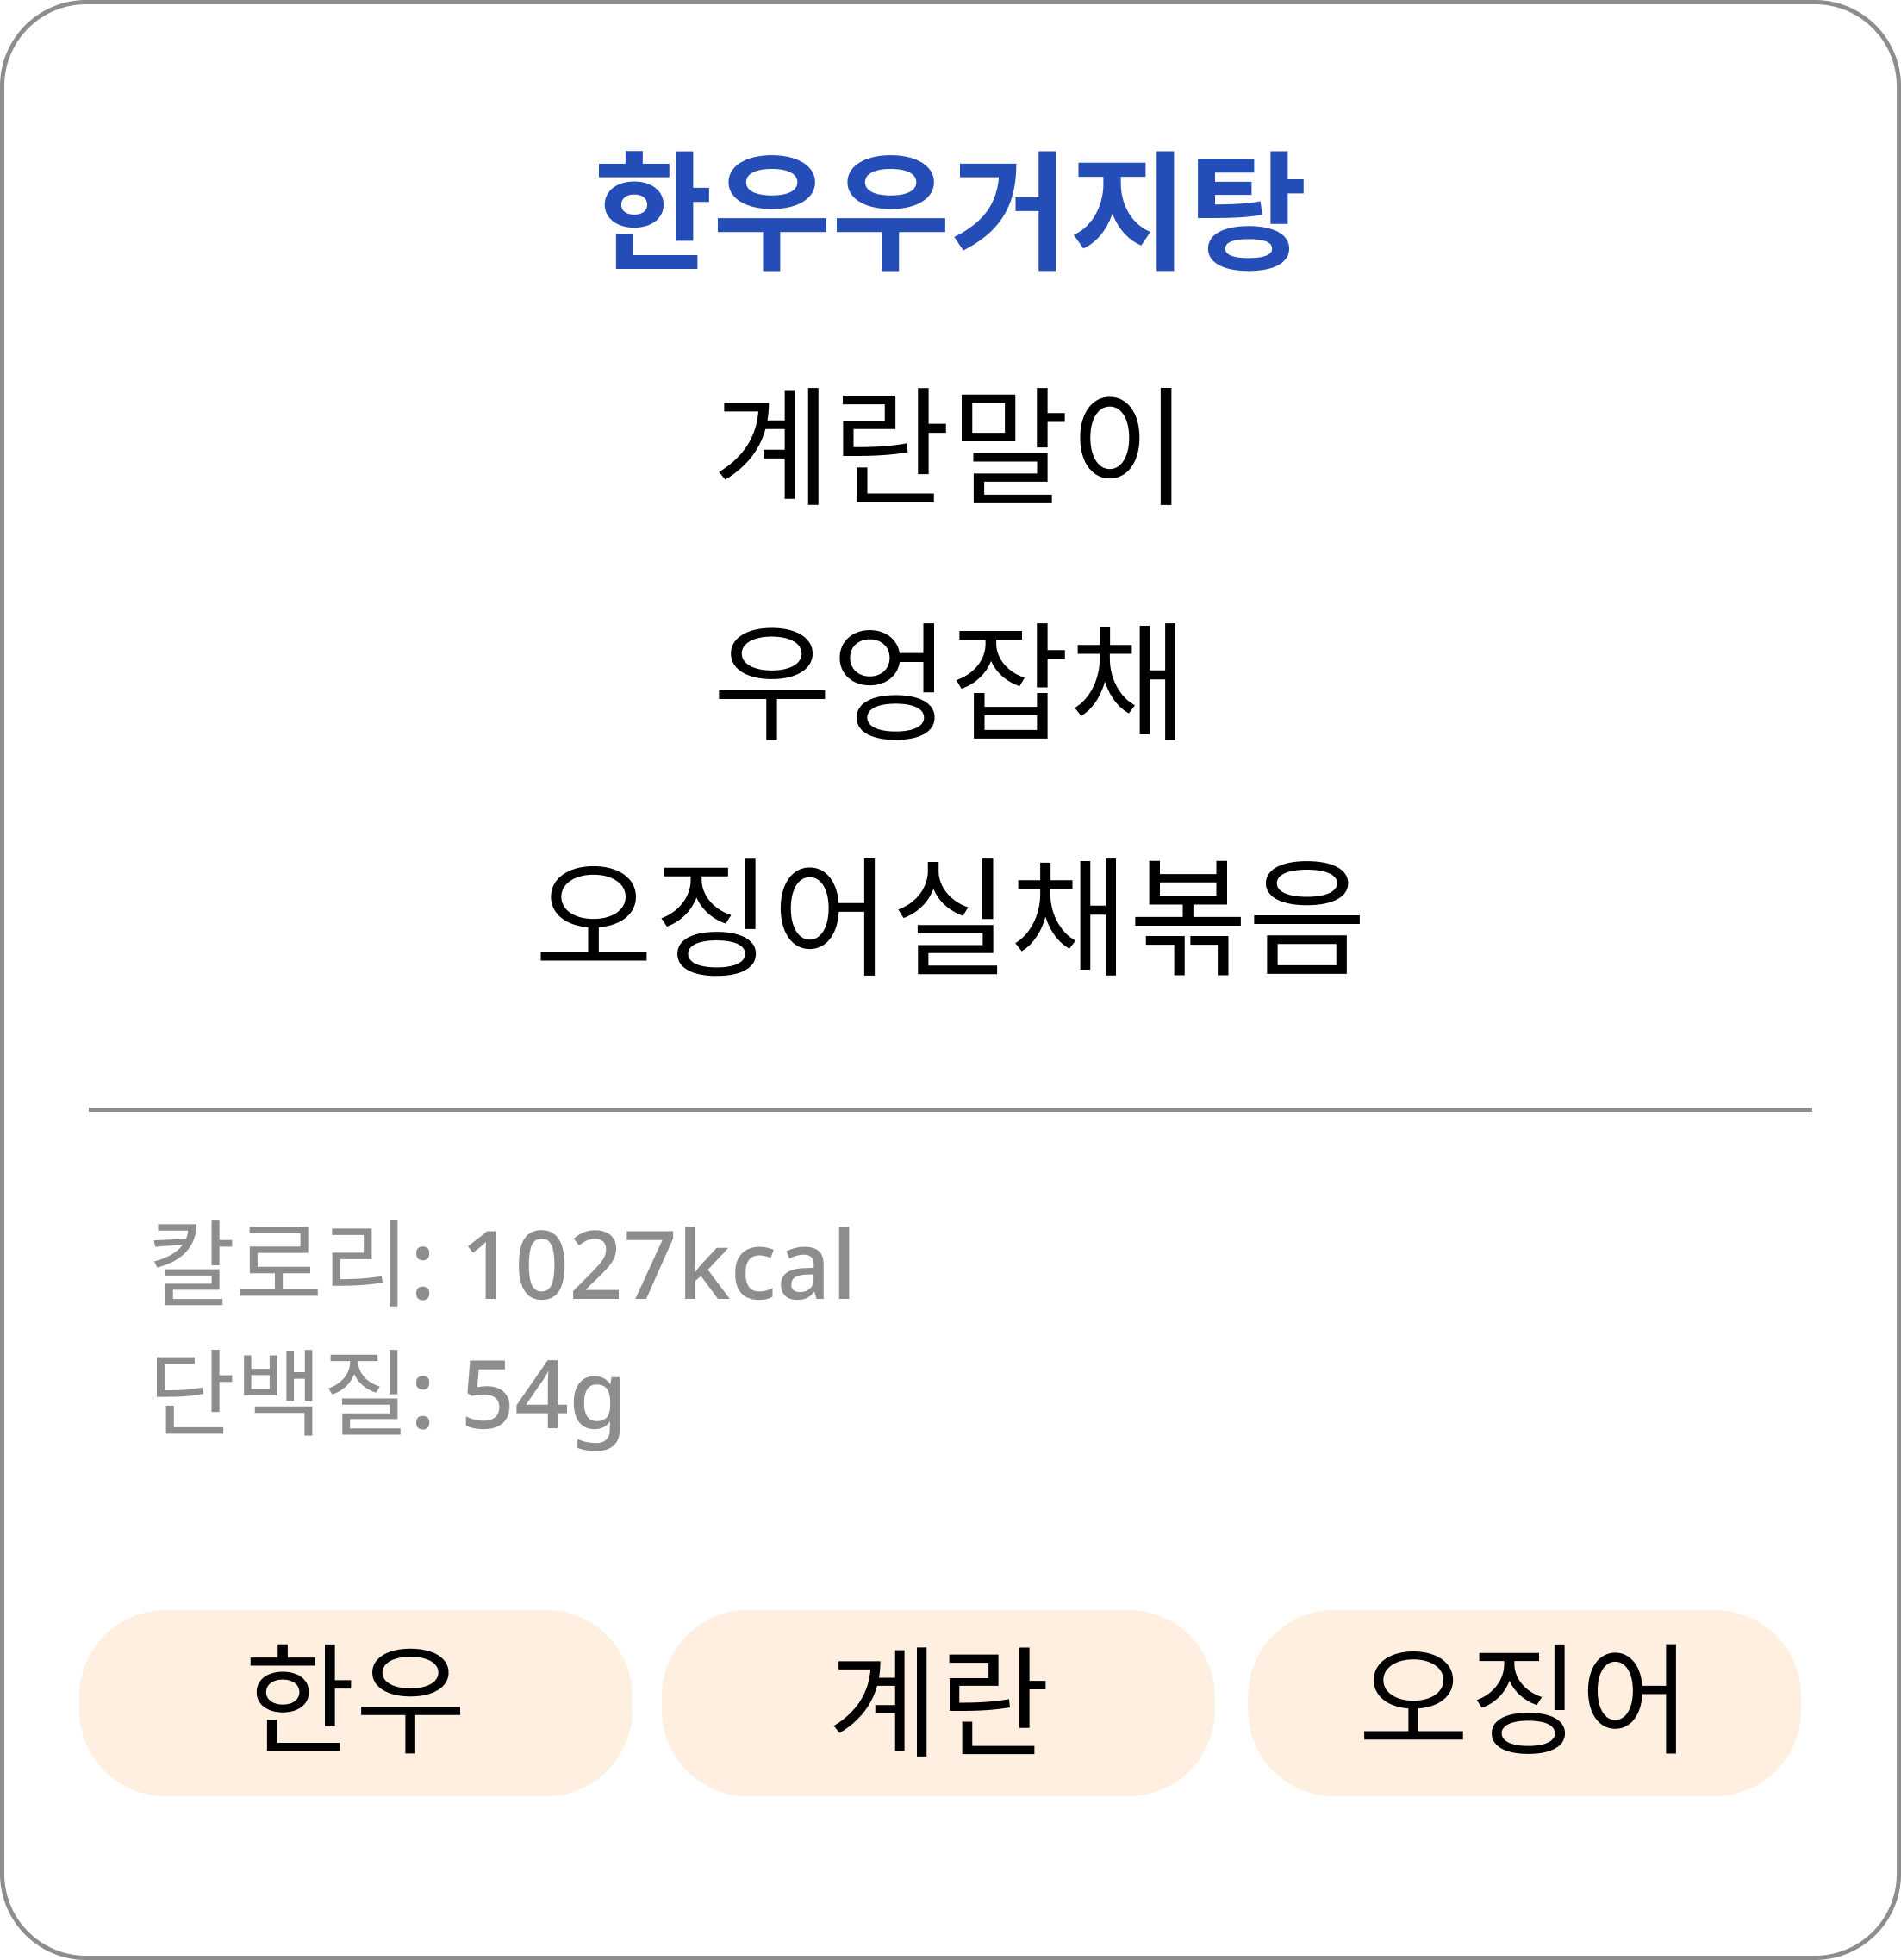 한우우거지탕
계란말이
우엉잡채
오징어실채볶음
칼로리: 1027kcal
단백질: 54g
한우
계란
오징어